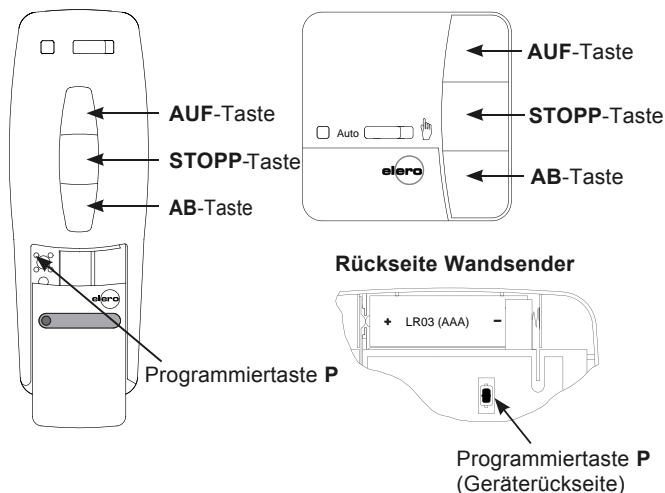 AUF-Taste
STOPP-Taste
AB-Taste
elero
Programmiertaste P
AUF-Taste
STOPP-Taste
Auto
elero
AB-Taste
Rückseite Wandsender
+ LR03 (AAA) -
Programmiertaste P
(Geräterückseite)